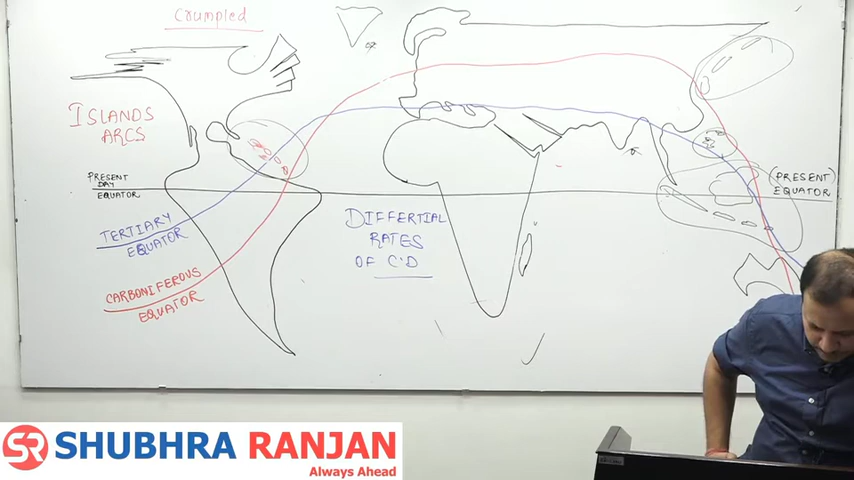 Crumpled
ISLANDS
ARCS
PRESENT
DAY
EQUATOR
TERTIARY
EQUATOR
CARBONIFEROUS
EQUATOR
DIFFERTIAL
RATES
OF C·D
(PRESENT)
EQUATOR
SR SHUBHRA RANJAN
Always Ahead